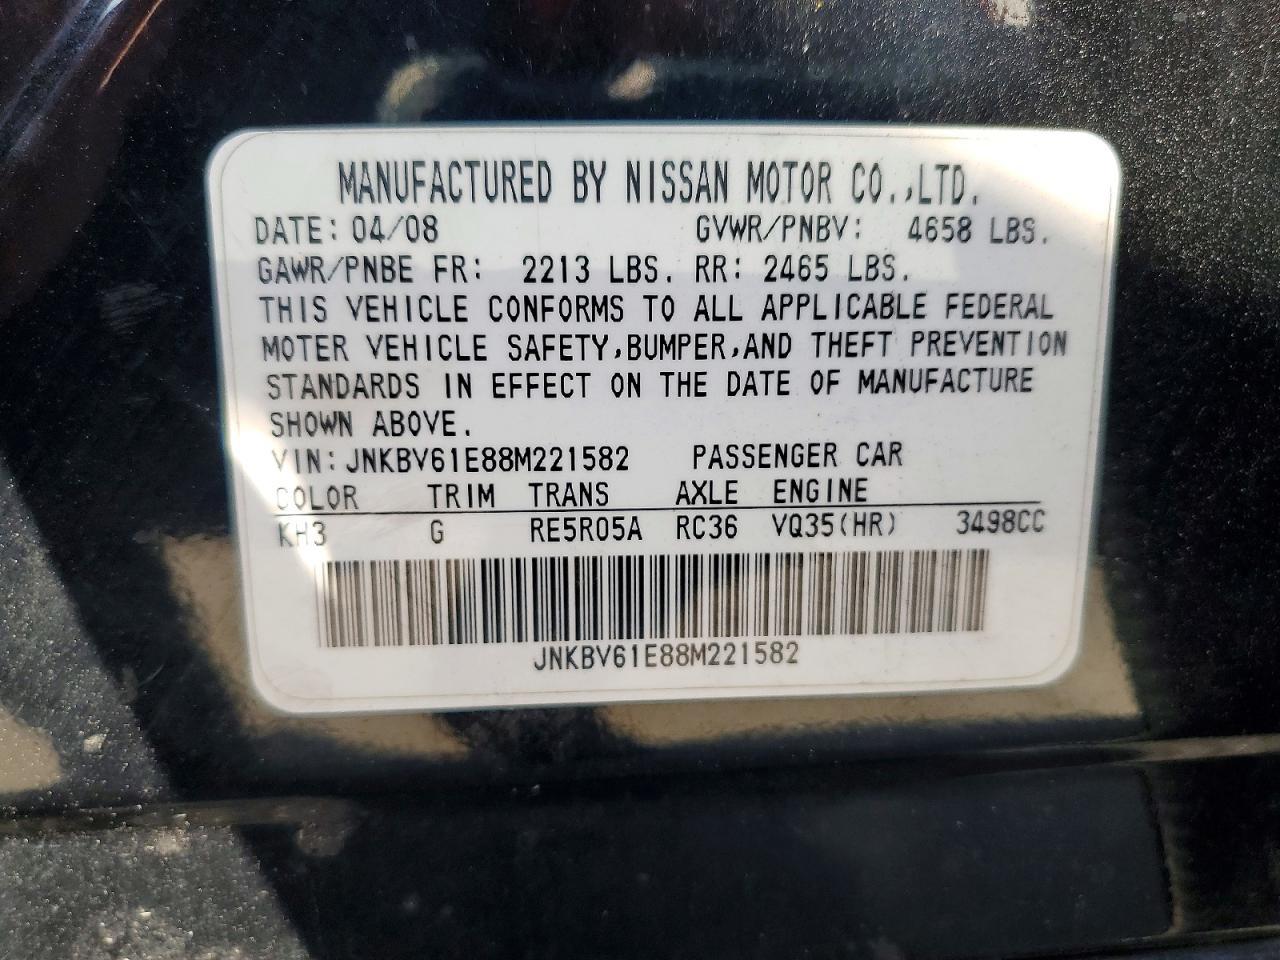 MANUFACTURED BY NISSAN MOTOR CO.,LTD.
DATE: 04/08 GVWR/PNBV: 4658 LBS.
GAWR/PNBE FR: 2213 LBS. RR: 2465 LBS.
THIS VEHICLE CONFORMS TO ALL APPLICABLE FEDERAL
MOTER VEHICLE SAFETY,BUMPER,AND THEFT PREVENTION
STANDARDS IN EFFECT ON THE DATE OF MANUFACTURE
SHOWN ABOVE.
VIN:JNKBV61E88M221582 PASSENGER CAR
COLOR TRIM TRANS AXLE ENGINE
KH3 G RE5R05A RC36 VQ35(HR) 3498CC
JNKBV61E88M221582